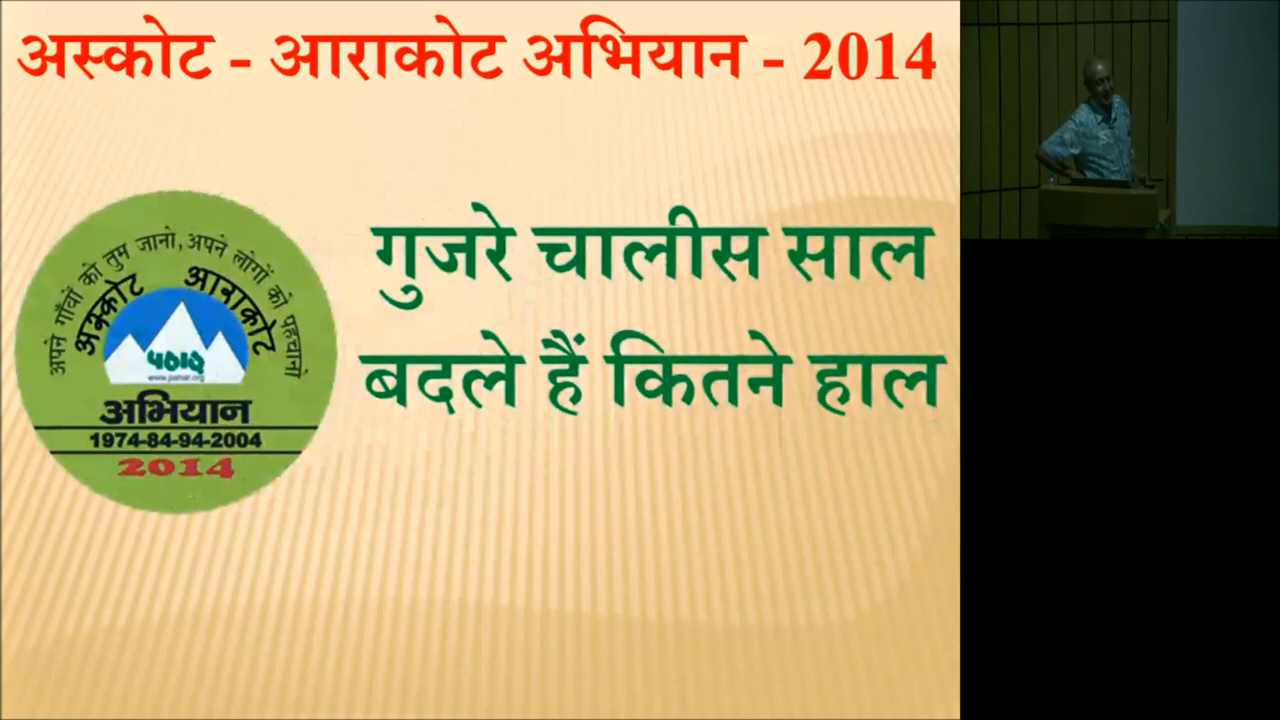 अस्कोट - आराकोट अभियान - 2014
अपने गाँवों को तुम जानो, अपने लोगों को पहचानो
अस्कोट आराकोट
पहाड़
www.pahar.org
अभियान
1974-84-94-2004
2014
गुजरे चालीस साल
बदले हैं कितने हाल